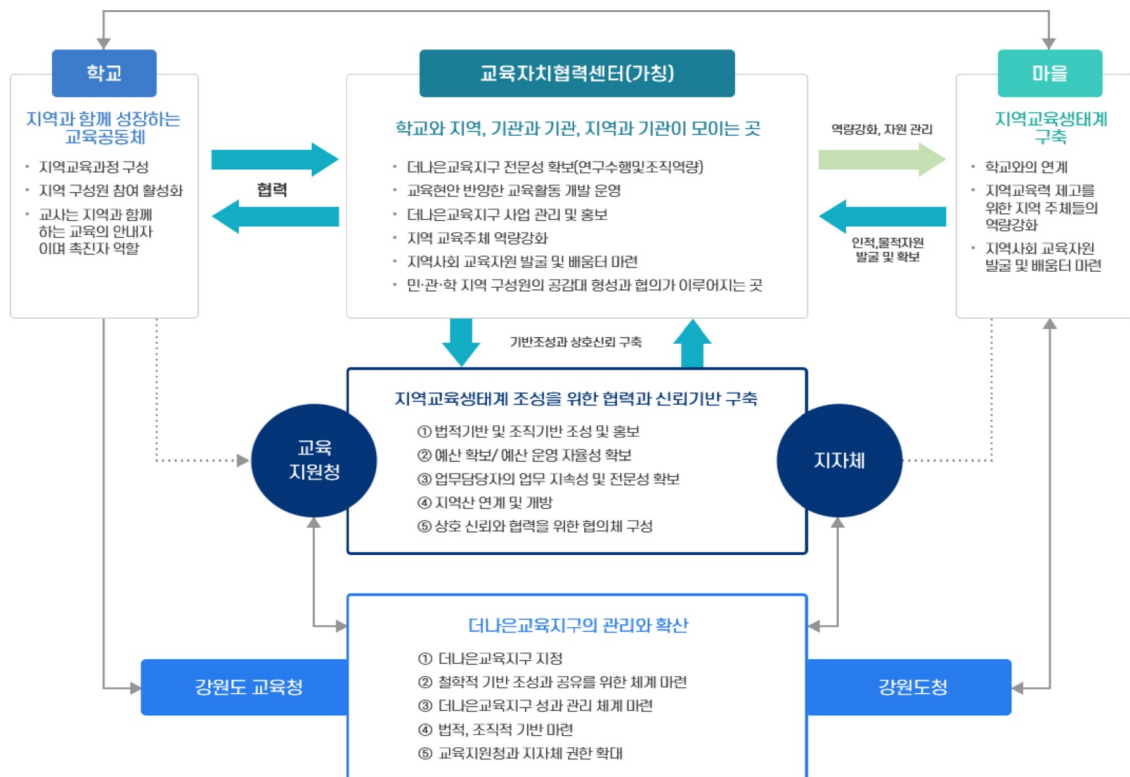 학교
지역과 함께 성장하는
교육공동체
· 지역교육과정 구성
· 지역 구성원 참여 활성화
· 교사는 지역과 함께
하는 교육의 안내자
이며 촉진자 역할
협력
교육자치협력센터(가칭)
학교와 지역, 기관과 기관, 지역과 기관이 모이는 곳
· 더나은교육지구 전문성 확보(연구수행및조직역량)
· 교육현안 반양한 교육활동 개발 운영
· 더나은교육지구 사업 관리 및 홍보
· 지역 교육주체 역량강화
· 지역사회 교육자원 발굴 및 배움터 마련
· 민·관·학 지역 구성원의 공감대 형성과 협의가 이루어지는 곳
역량강화, 자원 관리
인적,물적자원
발굴 및 확보
마을
지역교육생태계
구축
· 학교와의 연계
· 지역교육력 제고를
위한 지역 주체들의
역량강화
· 지역사회 교육자원
발굴 및 배움터 마련
기반조성과 상호신뢰 구축
교육
지원청
지역교육생태계 조성을 위한 협력과 신뢰기반 구축
① 법적기반 및 조직기반 조성 및 홍보
② 예산 확보/ 예산 운영 자율성 확보
③ 업무담당자의 업무 지속성 및 전문성 확보
④ 지역산 연계 및 개방
⑤ 상호 신뢰와 협력을 위한 협의체 구성
지자체
강원도 교육청
더나은교육지구의 관리와 확산
① 더나은교육지구 지정
② 철학적 기반 조성과 공유를 위한 체계 마련
③ 더나은교육지구 성과 관리 체계 마련
④ 법적, 조직적 기반 마련
⑤ 교육지원청과 지자체 권한 확대
강원도청